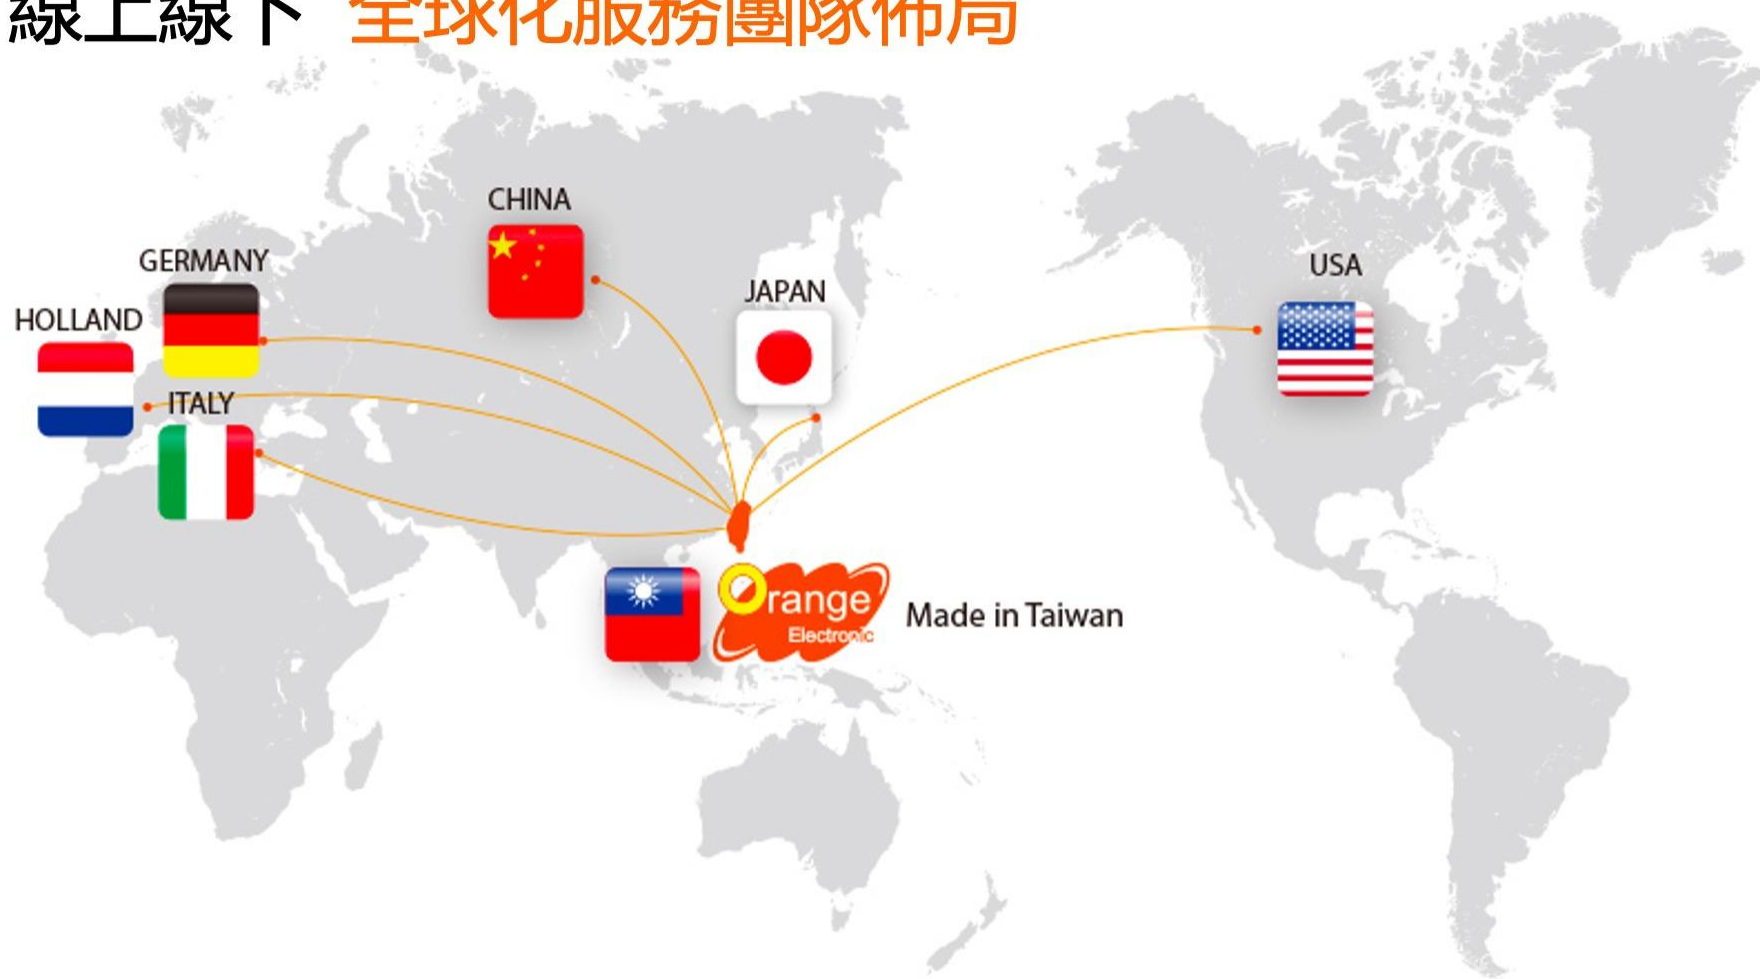 線上線下 全球化服務團隊佈局
CHINA
GERMANY
USA
JAPAN
HOLLAND
ITALY
Orange
Electronic
Made in Taiwan